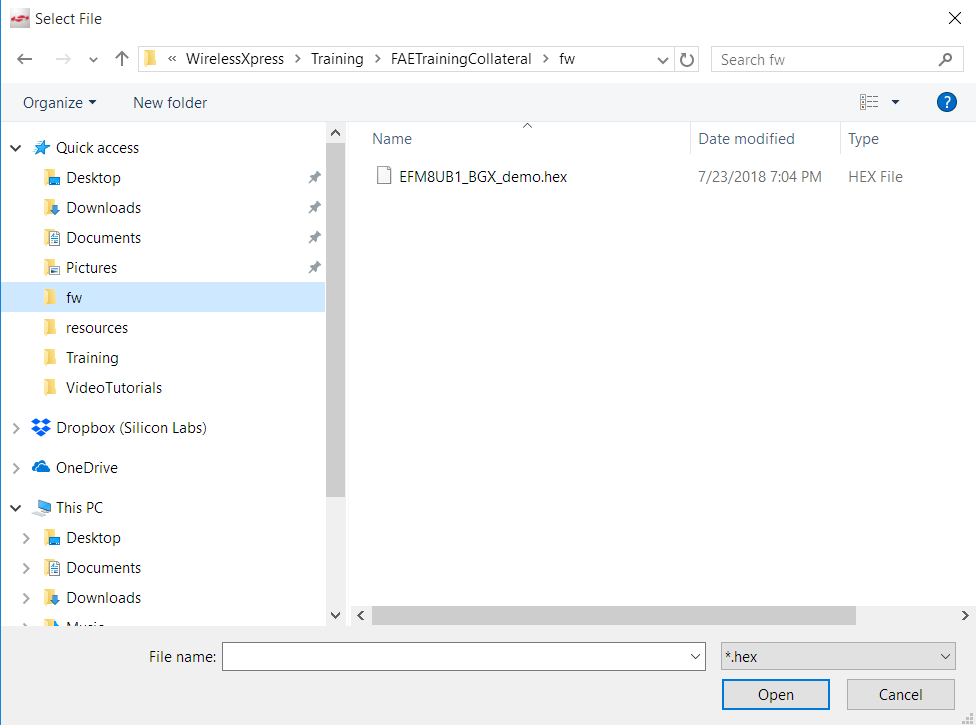 Select File
« WirelessXpress > Training > FAETrainingCollateral > fw
Search fw
Organize
New folder
?
Name
Date modified
Type
EFM8UB1_BGX_demo.hex
7/23/2018 7:04 PM
HEX File
Quick access
Desktop
Downloads
Documents
Pictures
fw
resources
Training
VideoTutorials
Dropbox (Silicon Labs)
OneDrive
This PC
Desktop
Documents
Downloads
Music
File name:
*.hex
Open
Cancel